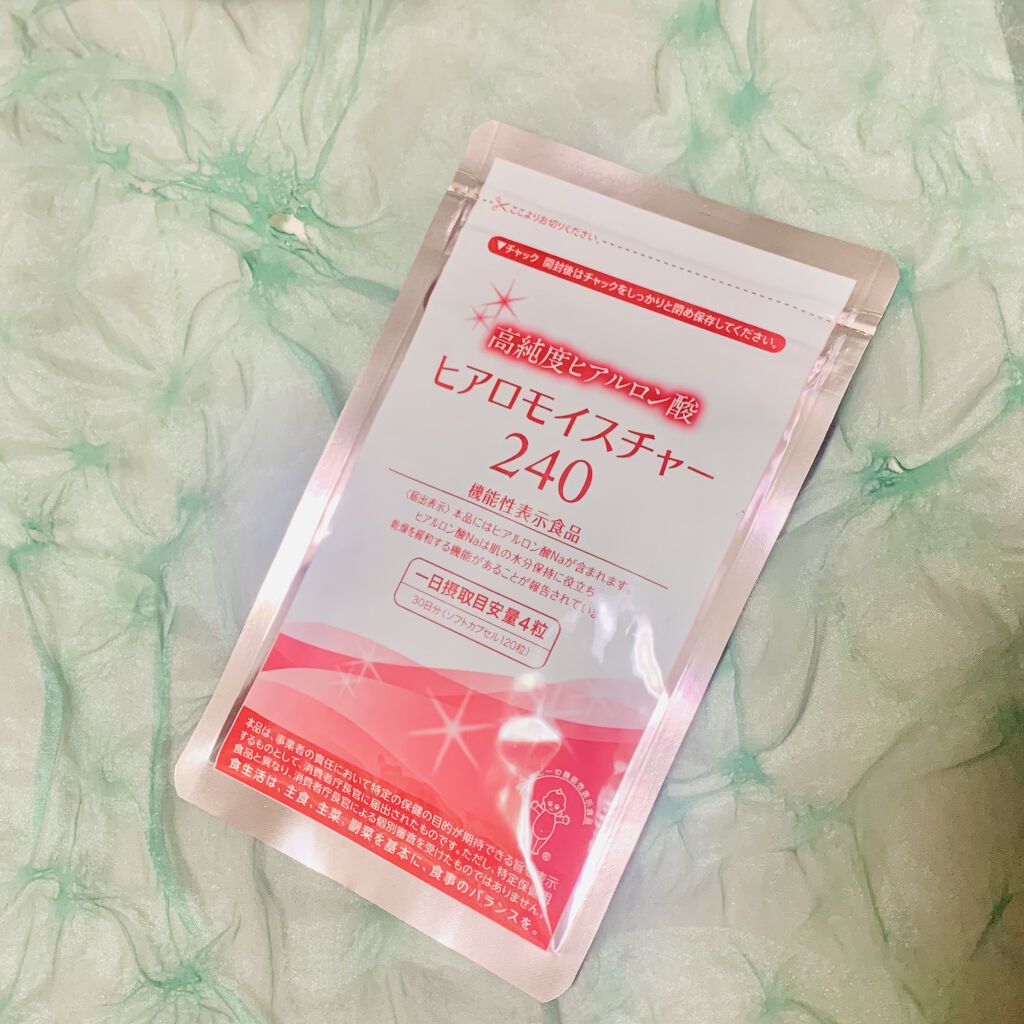 ここよりお切りください。
▼チャック 開封後はチャックをしっかりと閉め保存してください。
高純度ヒアルロン酸
ヒアロモイスチャー
240
機能性表示食品
〈届出表示〉本品にはヒアルロン酸Naが含まれます。
ヒアルロン酸Naは肌の水分保持に役立ち
乾燥を緩和する機能があることが報告されてい
一日摂取目安量4粒
30日分(ソフトカプセル120粒)
ーの機能性表示食品
®
本品は、事業者の責任において特定の保健の目的が期待できる旨を表示
するものとして、消費者庁長官に届出されたものです。ただし、特定保健用
食品と異なり、消費者庁長官による個別審査を受けたものではありません。
食生活は、主食、主菜、副菜を基本に、食事のバランスを。